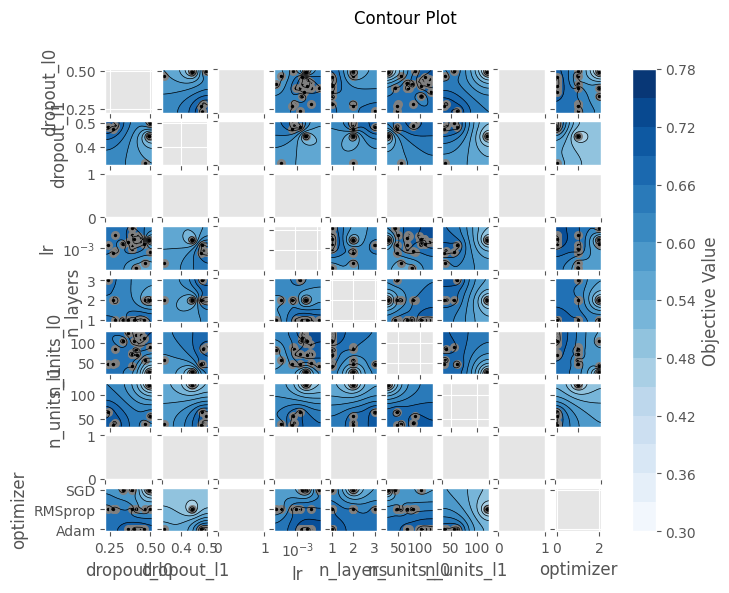 Contour Plot
dropout_l0
0.50
0.25
dropout_l1
0.5
0.4
1
0
lr
10⁻³
n_layers
3
2
1
n_units_l0
100
50
n_units_l1
100
50
1
0
optimizer
SGD
RMSprop
Adam
0.25 0.50 0.4 0.5 0 1 10⁻³ 1 2 3 50 100 50 100 0 1 0 2
dropout_l0 dropout_l1 lr n_layers n_units_l0 n_units_l1 optimizer
0.78
0.72
0.66
0.60
0.54
0.48
0.42
0.36
0.30
Objective Value